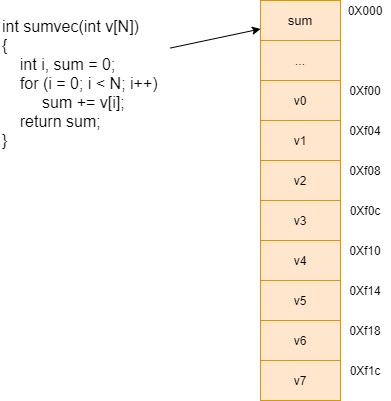 int sumvec(int v[N])
{
int i, sum = 0;
for (i = 0; i < N; i++)
sum += v[i];
return sum;
}
sum 0X000
...
v0 0Xf00
v1 0Xf04
v2 0Xf08
v3 0Xf0c
v4 0Xf10
v5 0Xf14
v6 0Xf18
v7 0Xf1c